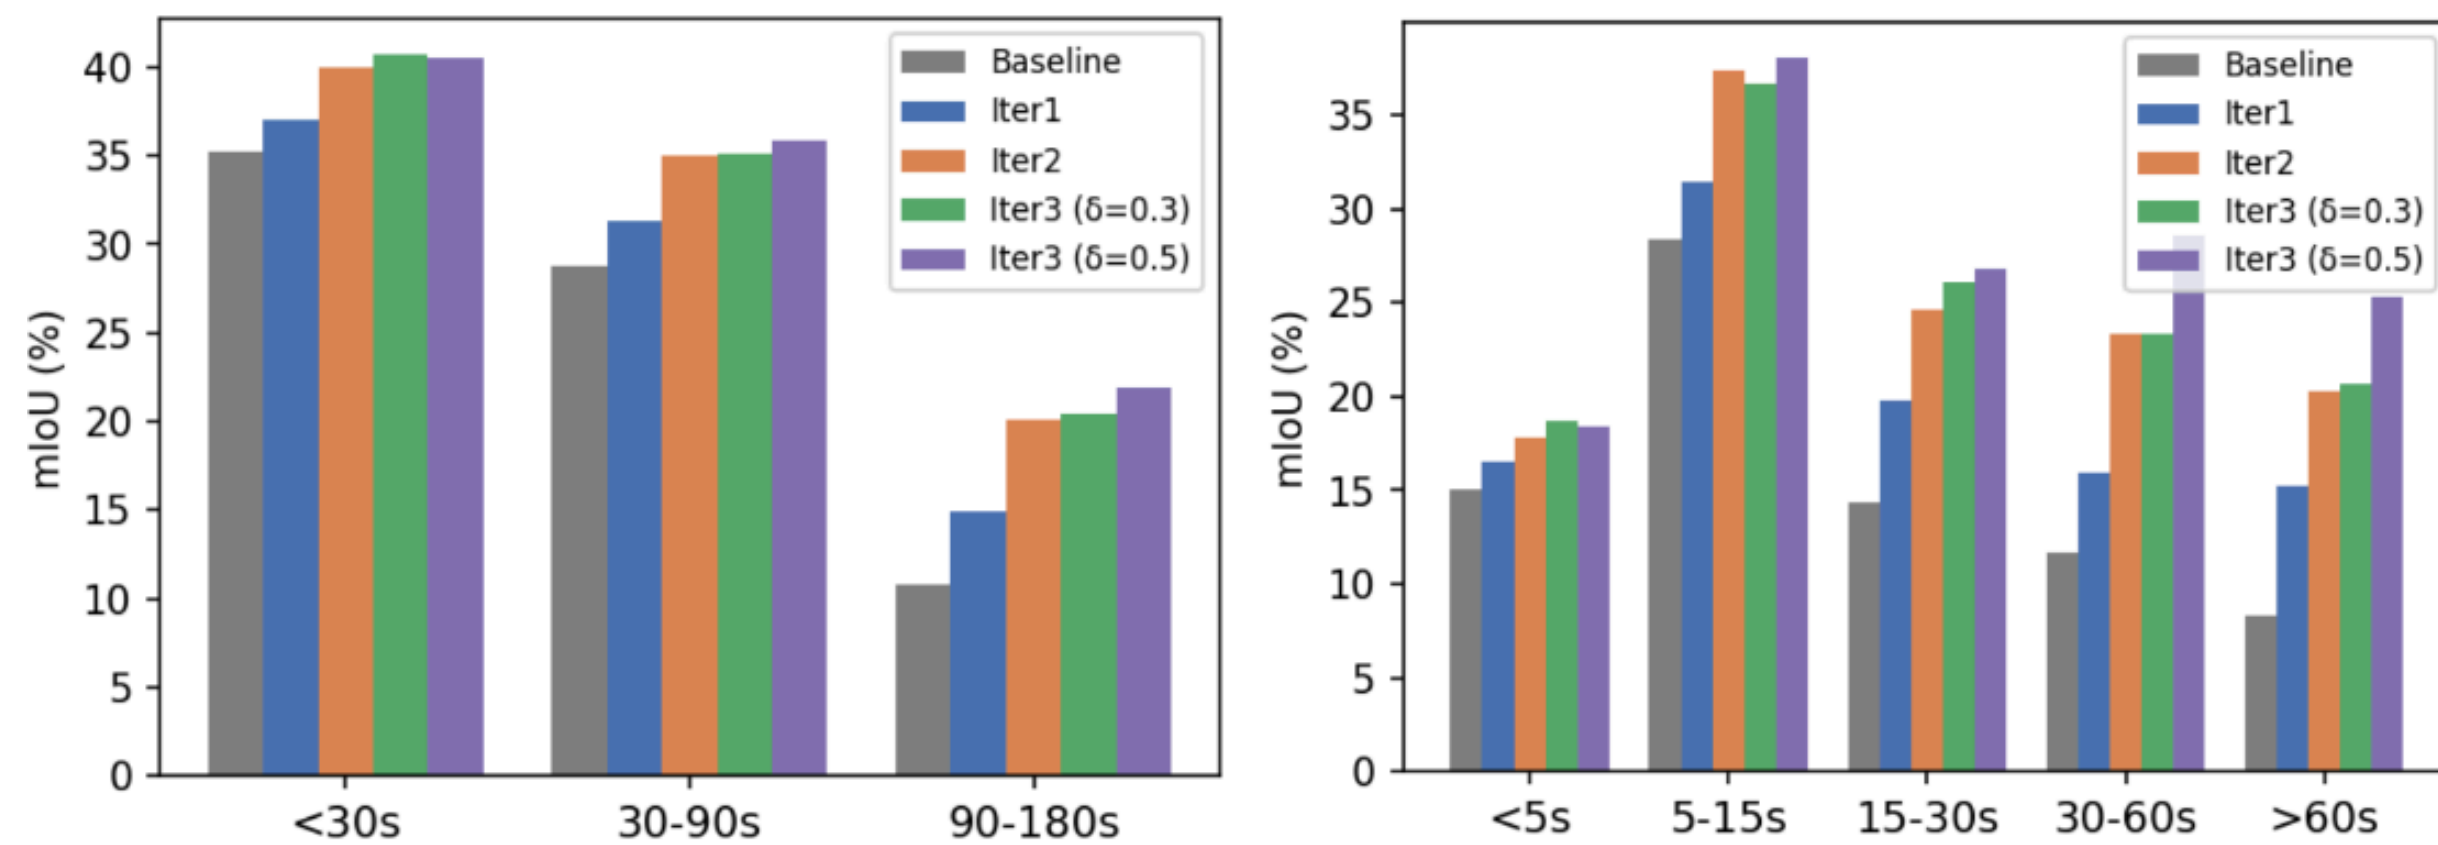 mIoU (%)
40
35
30
25
20
15
10
5
0
<30s
30-90s
90-180s
Baseline
Iter1
Iter2
Iter3 (δ=0.3)
Iter3 (δ=0.5)
mIoU (%)
35
30
25
20
15
10
5
0
<5s
5-15s
15-30s
30-60s
>60s
Baseline
Iter1
Iter2
Iter3 (δ=0.3)
Iter3 (δ=0.5)